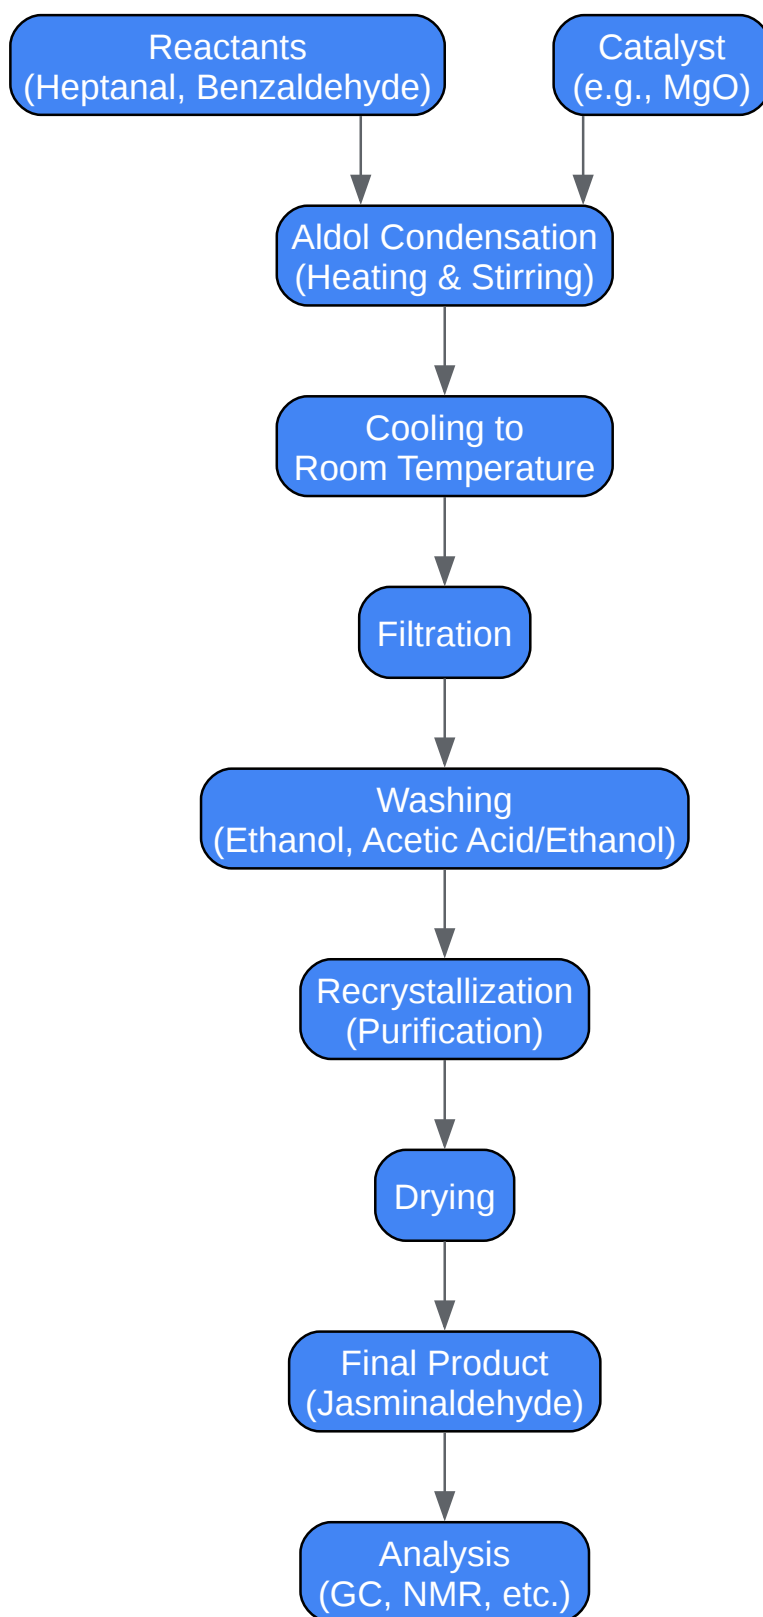 Reactants
(Heptanal, Benzaldehyde)
Catalyst
(e.g., MgO)
Aldol Condensation
(Heating & Stirring)
Cooling to
Room Temperature
Filtration
Washing
(Ethanol, Acetic Acid/Ethanol)
Recrystallization
(Purification)
Drying
Final Product
(Jasminaldehyde)
Analysis
(GC, NMR, etc.)